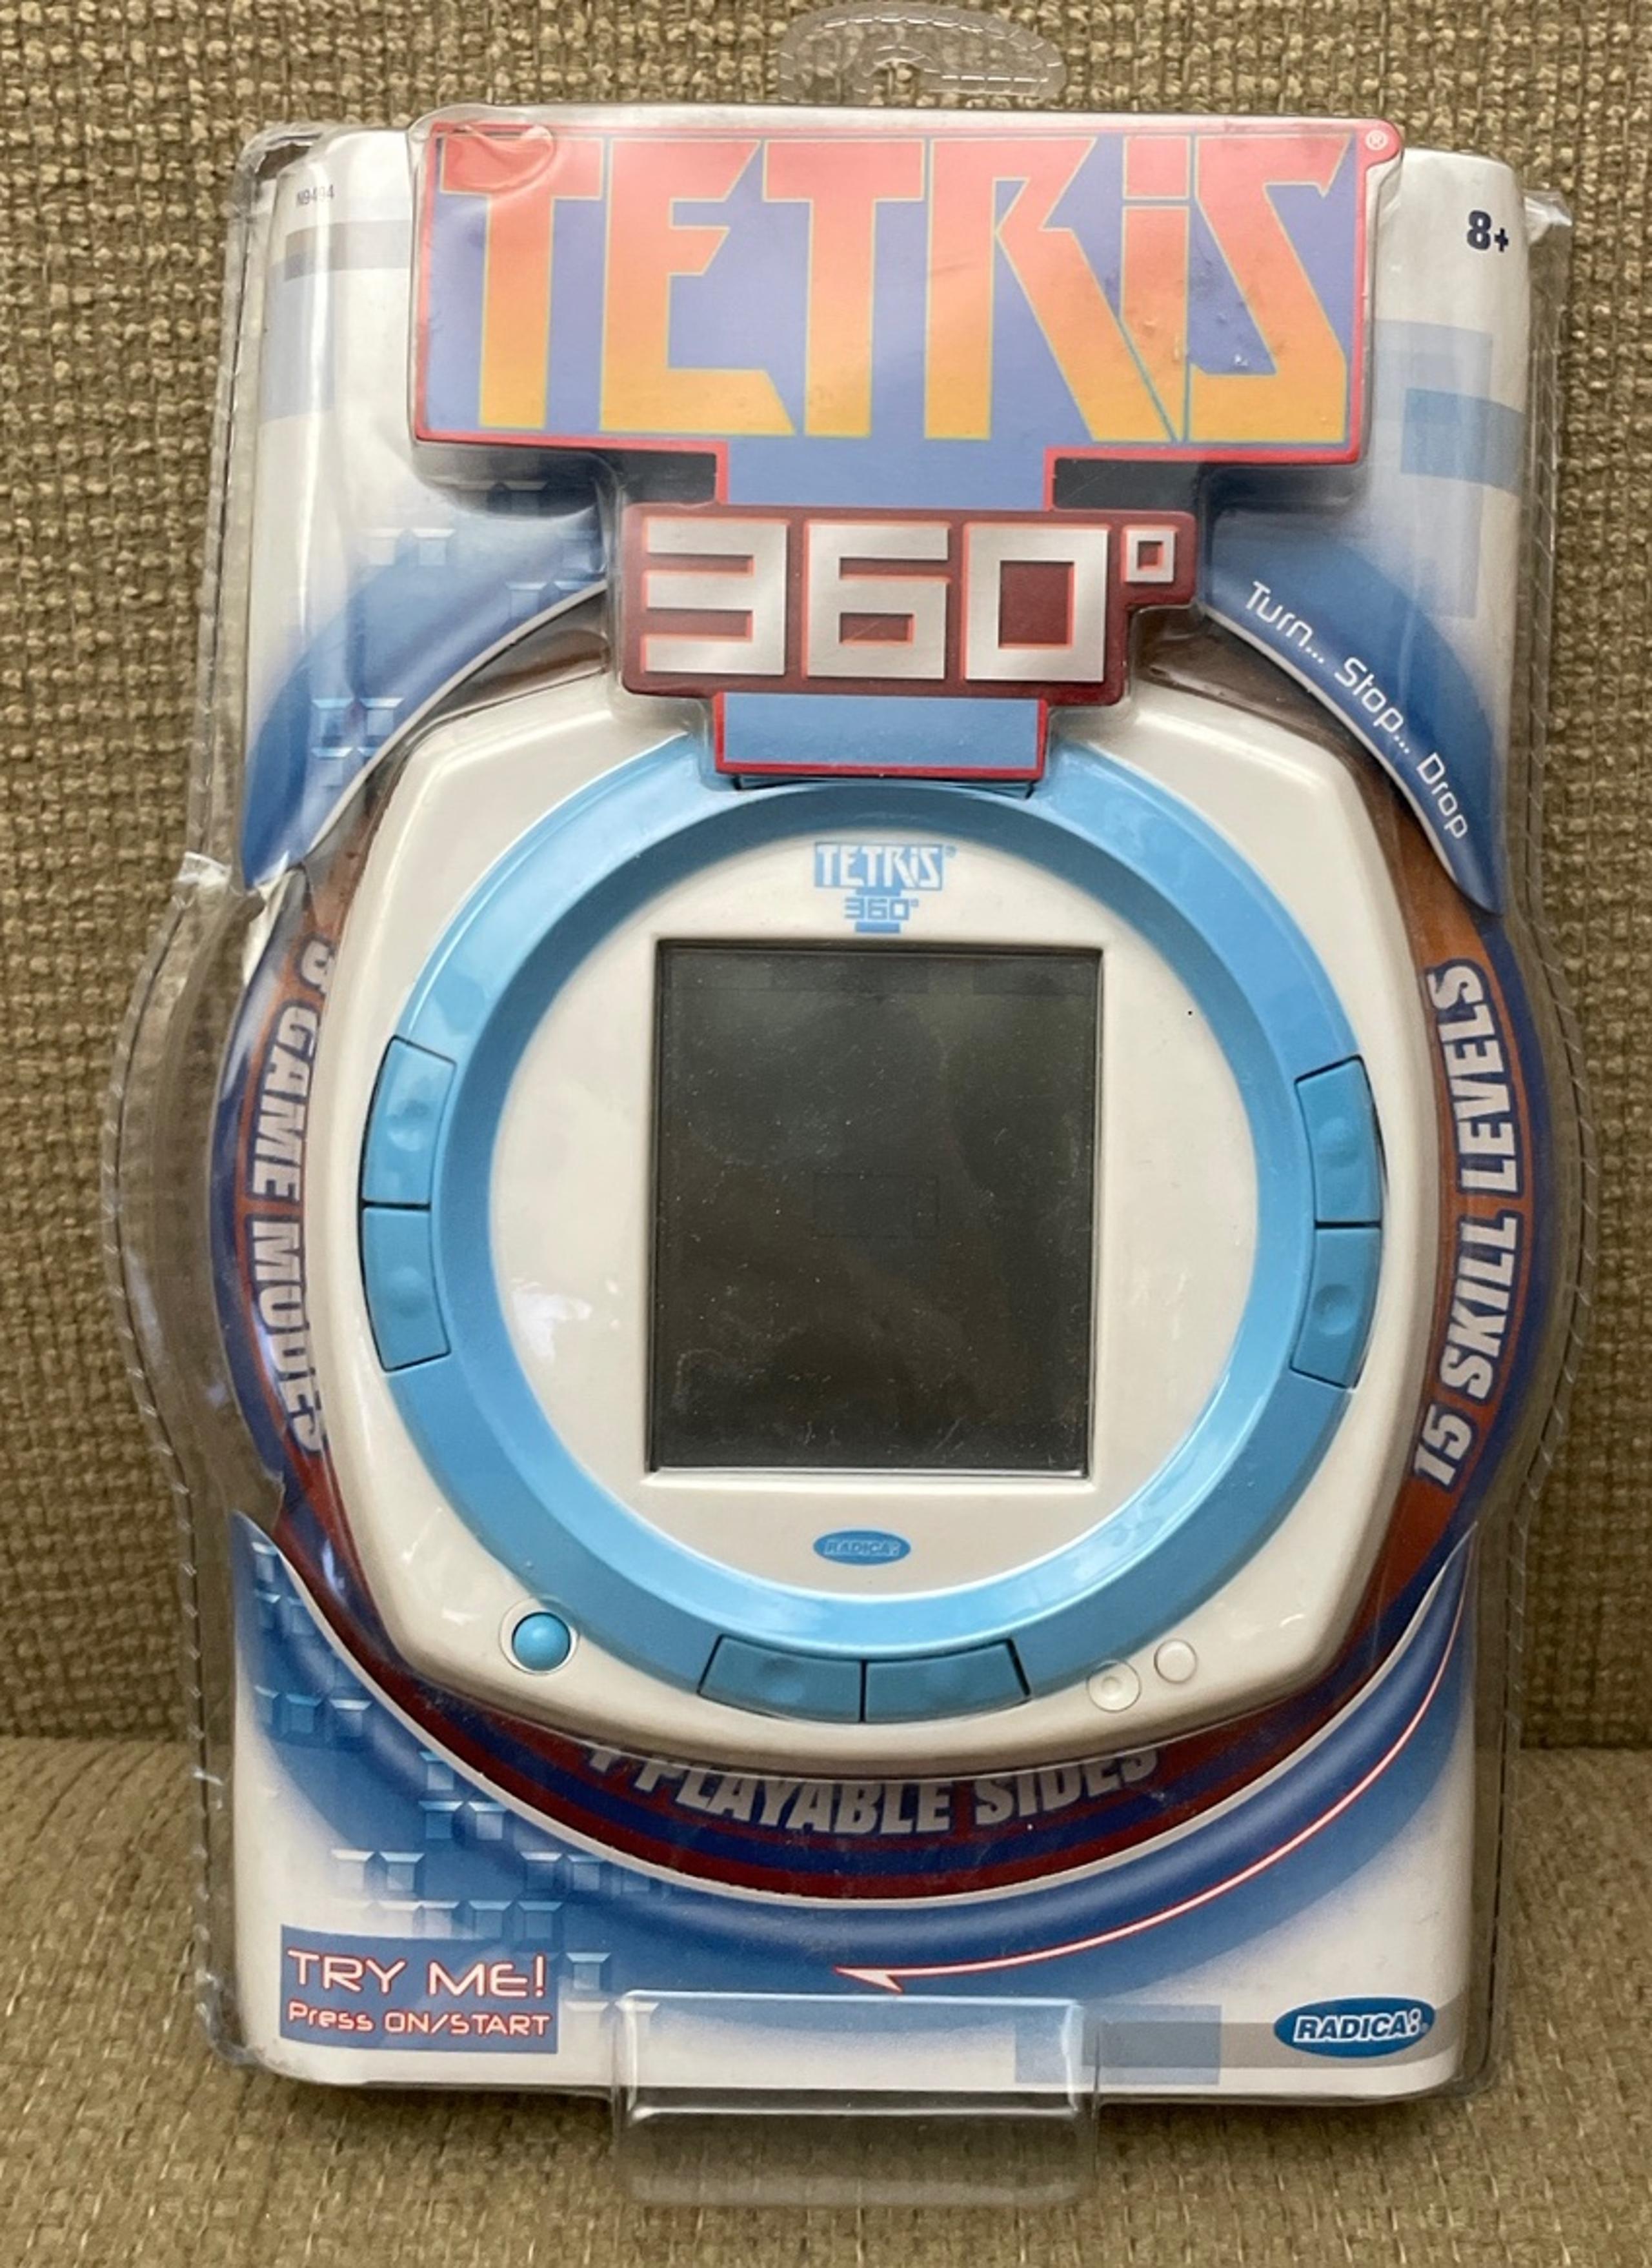 TETRiS®
N9494
8+
360°
Turn... Stop... Drop
TETRiS®
360°
GAME MODES
15 SKILL LEVELS
RADICA:
PLAYABLE SIDES
TRY ME!
Press ON/START
RADICA:®